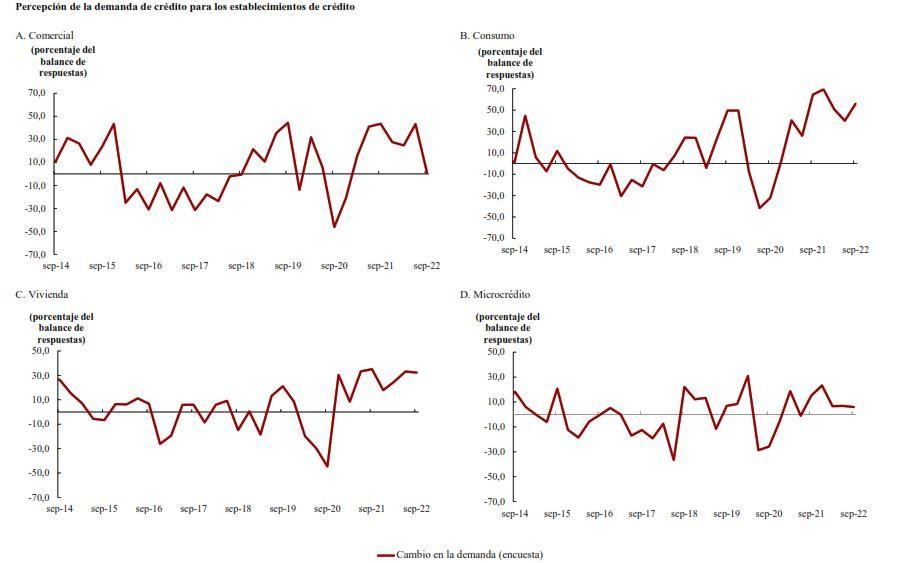 Percepción de la demanda de crédito para los establecimientos de crédito
A. Comercial
(porcentaje del
balance de
respuestas)
70,0
50,0
30,0
10,0
-10,0
-30,0
-50,0
-70,0
sep-14 sep-15 sep-16 sep-17 sep-18 sep-19 sep-20 sep-21 sep-22
B. Consumo
(porcentaje del
balance de
respuestas)
70,0
50,0
30,0
10,0
-10,0
-30,0
-50,0
-70,0
sep-14 sep-15 sep-16 sep-17 sep-18 sep-19 sep-20 sep-21 sep-22
C. Vivienda
(porcentaje del
balance de
respuestas)
50,0
30,0
10,0
-10,0
-30,0
-50,0
-70,0
sep-14 sep-15 sep-16 sep-17 sep-18 sep-19 sep-20 sep-21 sep-22
D. Microcrédito
(porcentaje del
balance de
respuestas)
50,0
30,0
10,0
-10,0
-30,0
-50,0
-70,0
sep-14 sep-15 sep-16 sep-17 sep-18 sep-19 sep-20 sep-21 sep-22
Cambio en la demanda (encuesta)